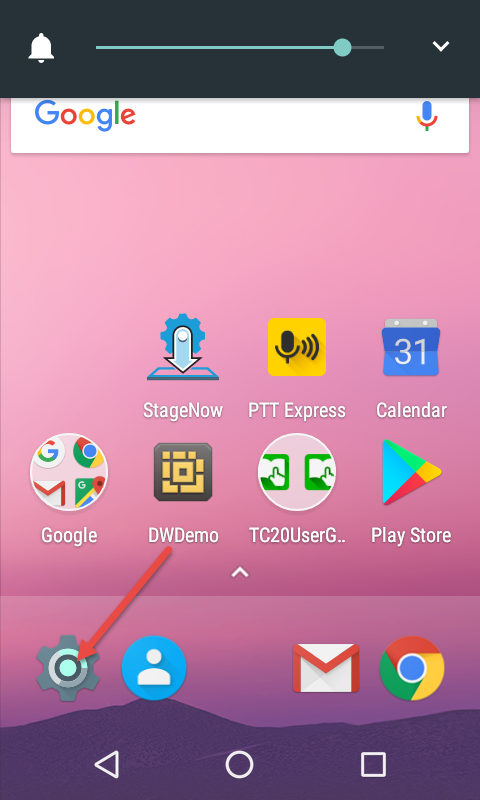 Google
StageNow
PTT Express
31
Calendar
Google
DWDemo
TC20UserG..
Play Store